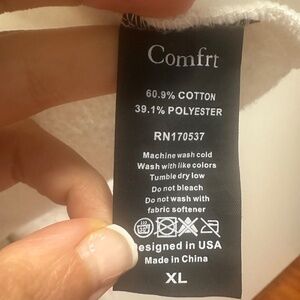 Comfrt
60.9% COTTON
39.1% POLYESTER
RN170537
Machine wash cold
Wash with like colors
Tumble dry low
Do not bleach
Do not wash with
fabric softener
Designed in USA
Made in China
XL